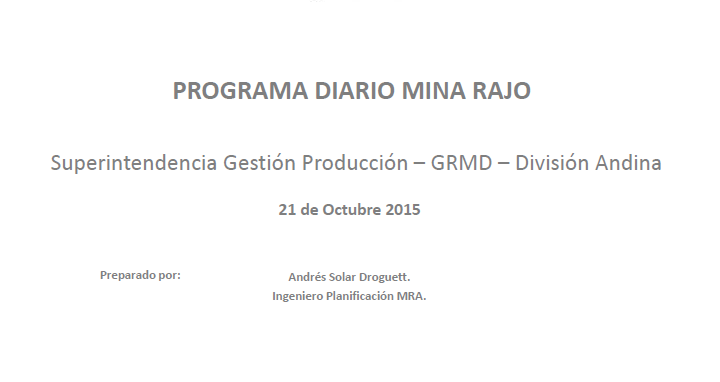 PROGRAMA DIARIO MINA RAJO
Superintendencia Gestión Producción – GRMD – División Andina
21 de Octubre 2015
Preparado por:
Andrés Solar Droguett.
Ingeniero Planificación MRA.